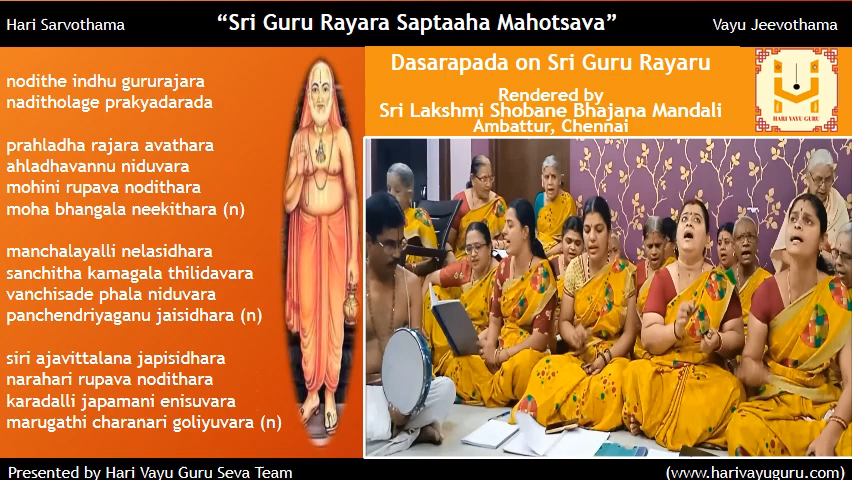 Hari Sarvothama
“Sri Guru Rayara Saptaaha Mahotsava”
Vayu Jeevothama
nodithe indhu gururajara
naditholage prakyadarada
prahladha rajara avathara
ahladhavannu niduvara
mohini rupava nodithara
moha bhangala neekithara (n)
manchalayalli nelasidhara
sanchitha kamagala thilidavara
vanchisade phala niduvara
panchendriyaganu jaisidhara (n)
siri ajavittalana japisidhara
narahari rupava nodithara
karadalli japamani enisuvara
marugathi charanari goliyuvara (n)
Dasarapada on Sri Guru Rayaru
Rendered by
Sri Lakshmi Shobane Bhajana Mandali
Ambattur, Chennai
HARI VAYU GURU
Presented by Hari Vayu Guru Seva Team
(www.harivayuguru.com)